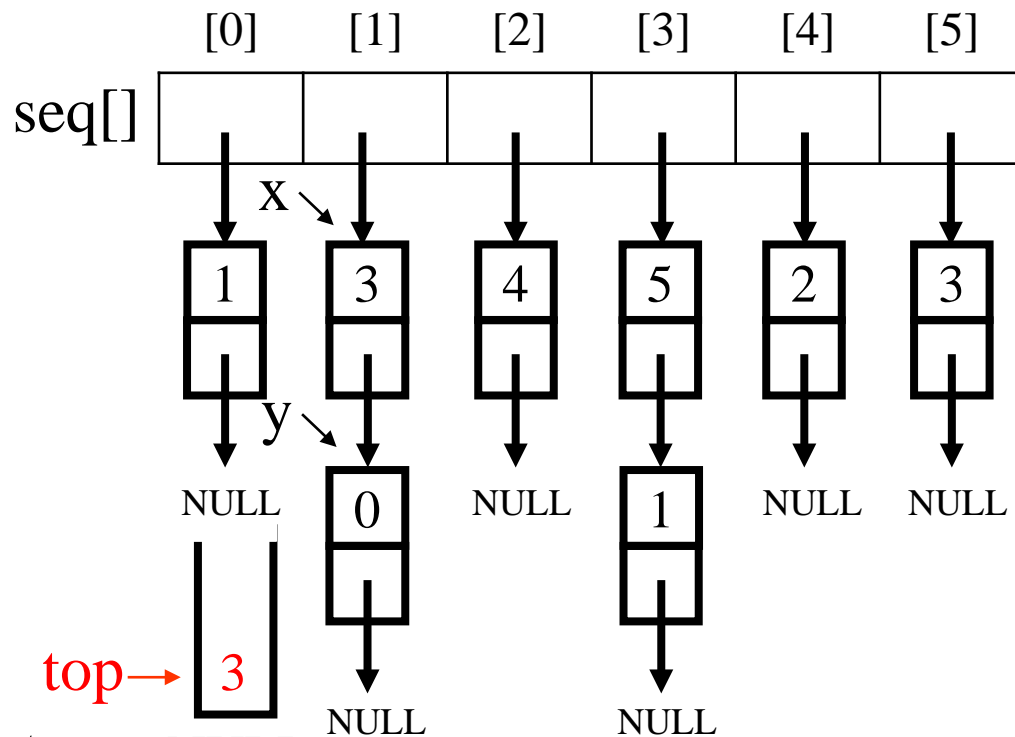 [0] [1] [2] [3] [4] [5]
seq[]
x
1 3 4 5 2 3
y
NULL 0 NULL 1 NULL NULL
top 3
NULL NULL